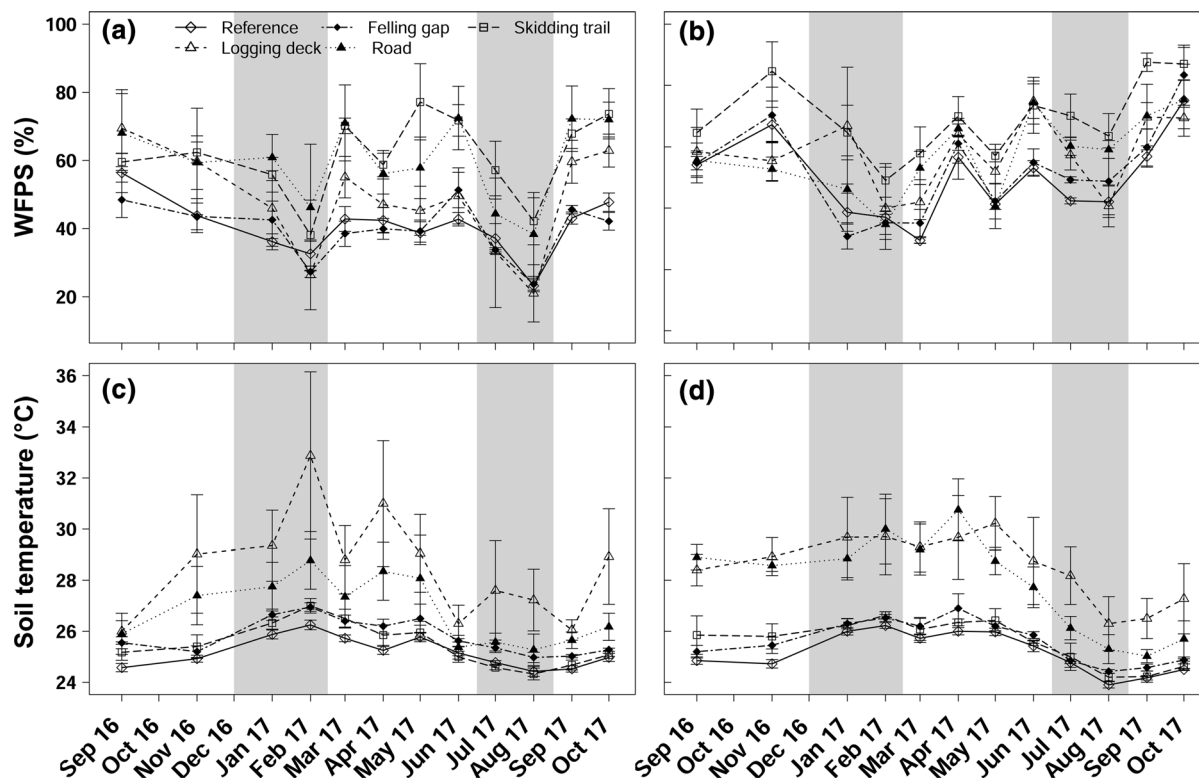 (a)
Reference Felling gap Skidding trail
Logging deck Road
(b)
WFPS (%)
100
80
60
40
20
(c)
(d)
Soil temperature (°C)
36
34
32
30
28
26
24
Sep 16 Oct 16 Nov 16 Dec 16 Jan 17 Feb 17 Mar 17 Apr 17 May 17 Jun 17 Jul 17 Aug 17 Sep 17 Oct 17
Sep 16 Oct 16 Nov 16 Dec 16 Jan 17 Feb 17 Mar 17 Apr 17 May 17 Jun 17 Jul 17 Aug 17 Sep 17 Oct 17